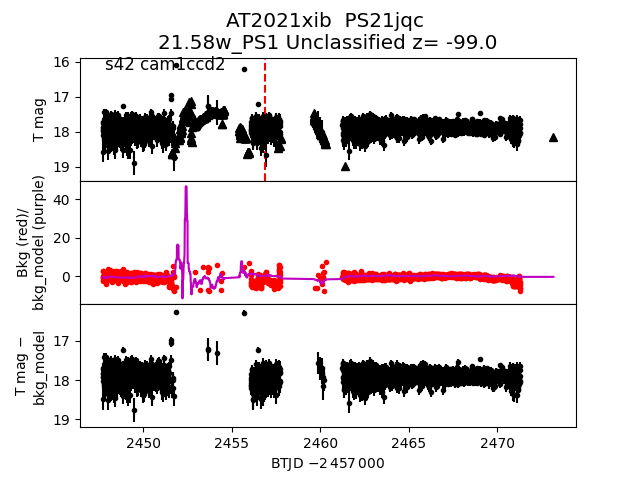 AT2021xib PS21jqc
21.58w_PS1 Unclassified z= -99.0
s42 cam1ccd2
T mag
16
17
18
19
Bkg (red)/
bkg_model (purple)
40
20
0
T mag −
bkg_model
17
18
19
2450
2455
2460
2465
2470
BTJD −2 457 000